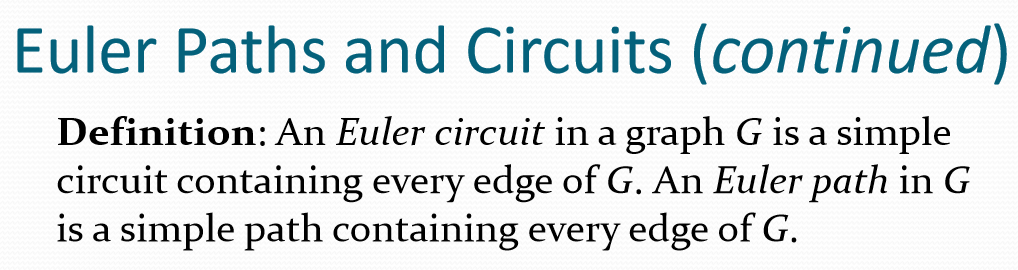 Euler Paths and Circuits (continued)
Definition: An Euler circuit in a graph G is a simple
circuit containing every edge of G. An Euler path in G
is a simple path containing every edge of G.